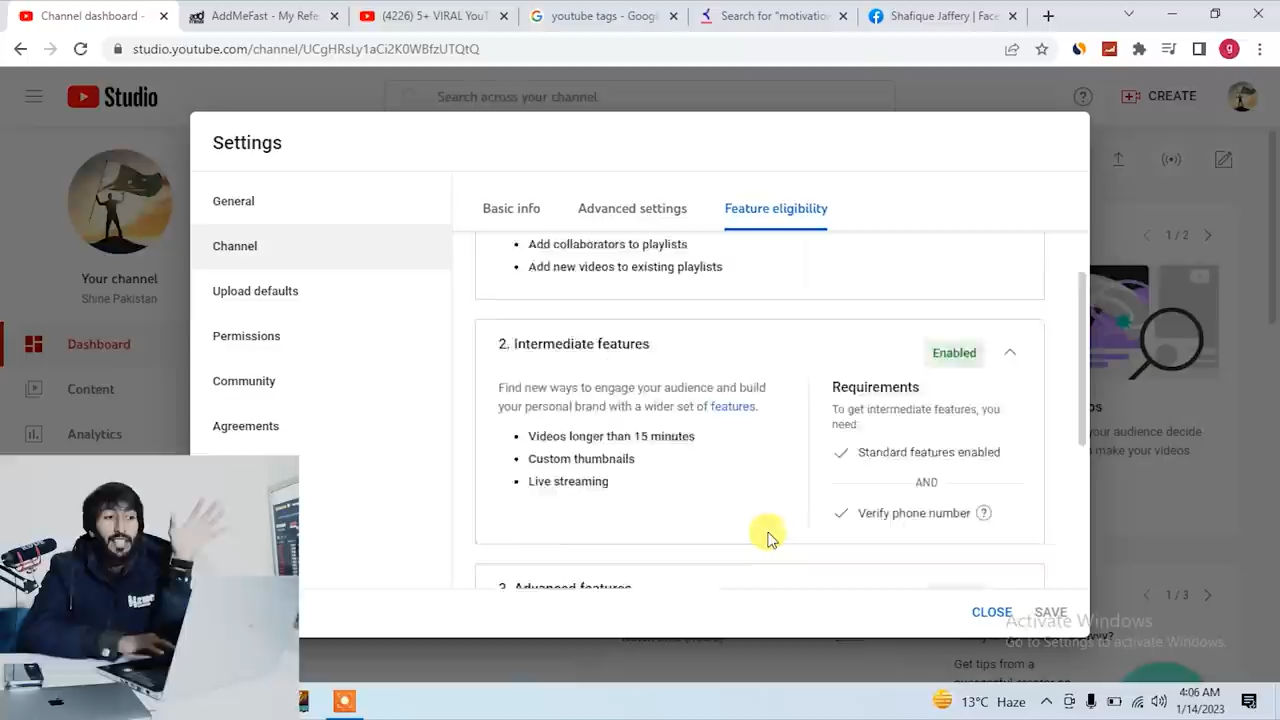 Channel dashboard -
AddMeFast - My Refe
(4226) 5+ VIRAL YouT
youtube tags - Googl
Search for "motivatio
Shafique Jaffery | Face
studio.youtube.com/channel/UCgHRsLy1aCi2K0WBfzUTQtQ
g
Studio
Search across your channel
CREATE
Settings
General
Channel
Upload defaults
Permissions
Community
Agreements
Your channel
Shine Pakistan
Dashboard
Content
Analytics
Basic info
Advanced settings
Feature eligibility
Add collaborators to playlists
Add new videos to existing playlists
2. Intermediate features
Enabled
Find new ways to engage your audience and build
your personal brand with a wider set of features.
Videos longer than 15 minutes
Custom thumbnails
Live streaming
Requirements
To get intermediate features, you
need:
Standard features enabled
AND
Verify phone number
3. Advanced features
CLOSE
SAVE
1 / 2
your audience decide
make your videos
1 / 3
Activate Windows
Go to Settings to activate Windows.
Get tips from a
13°C Haze
4:06 AM
1/14/2023